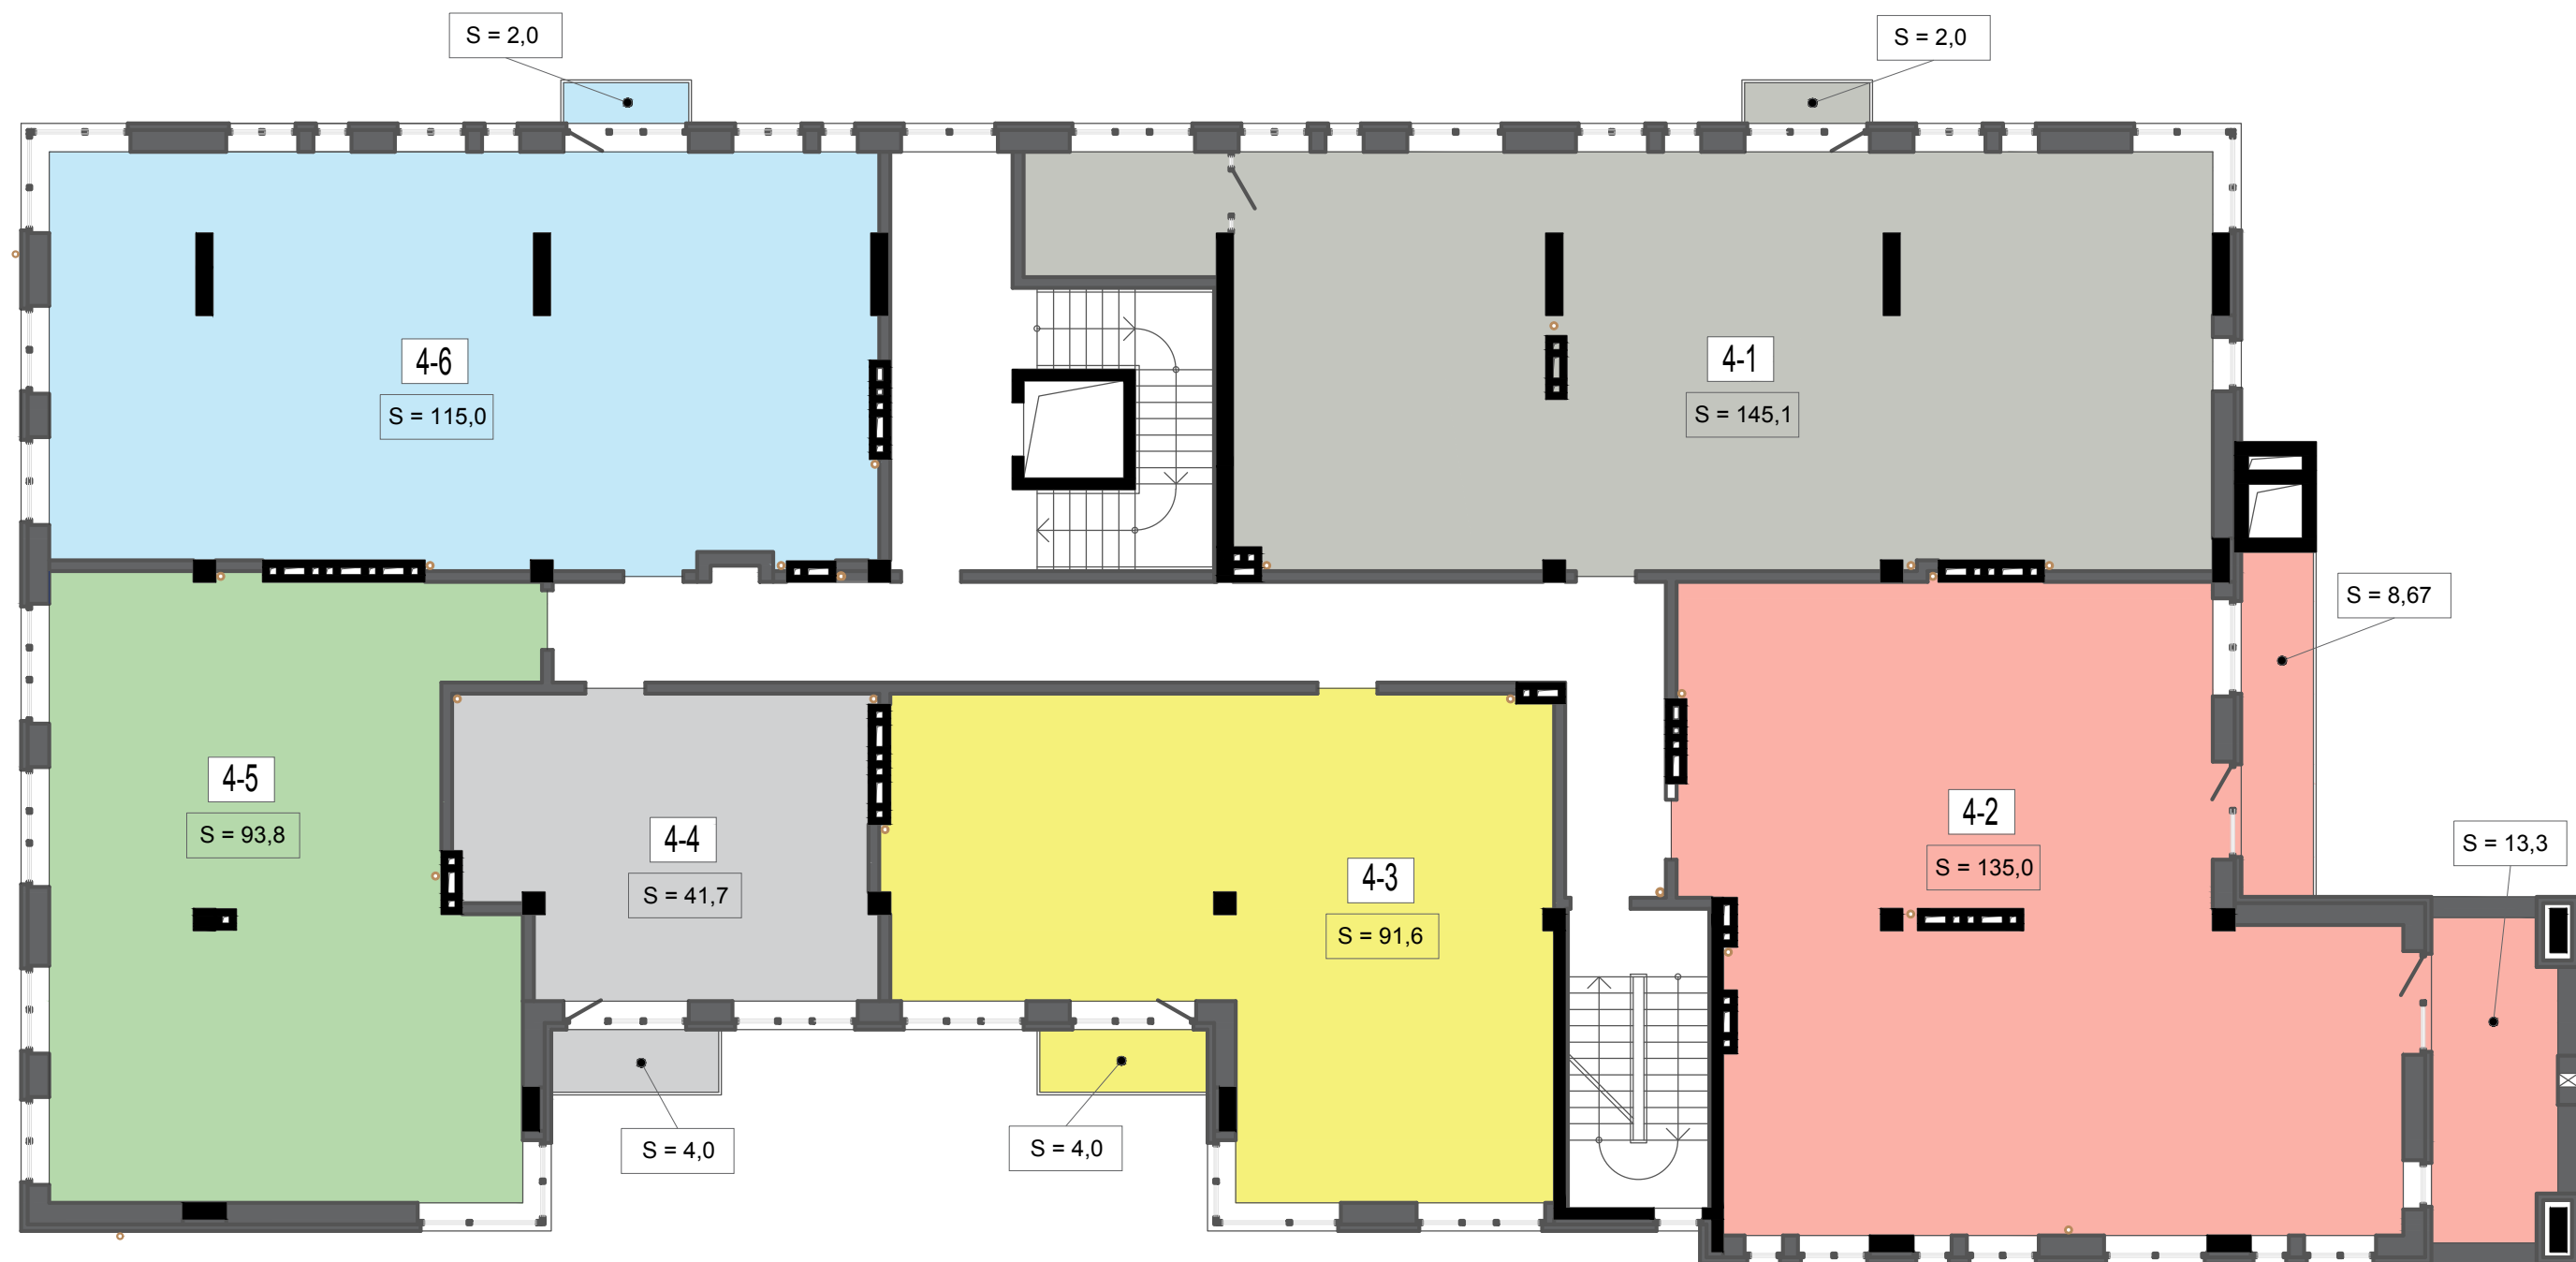 S = 2,0
S = 2,0
4-6
S = 115,0
4-1
S = 145,1
S = 8,67
4-5
S = 93,8
4-4
S = 41,7
4-3
S = 91,6
4-2
S = 135,0
S = 13,3
S = 4,0
S = 4,0